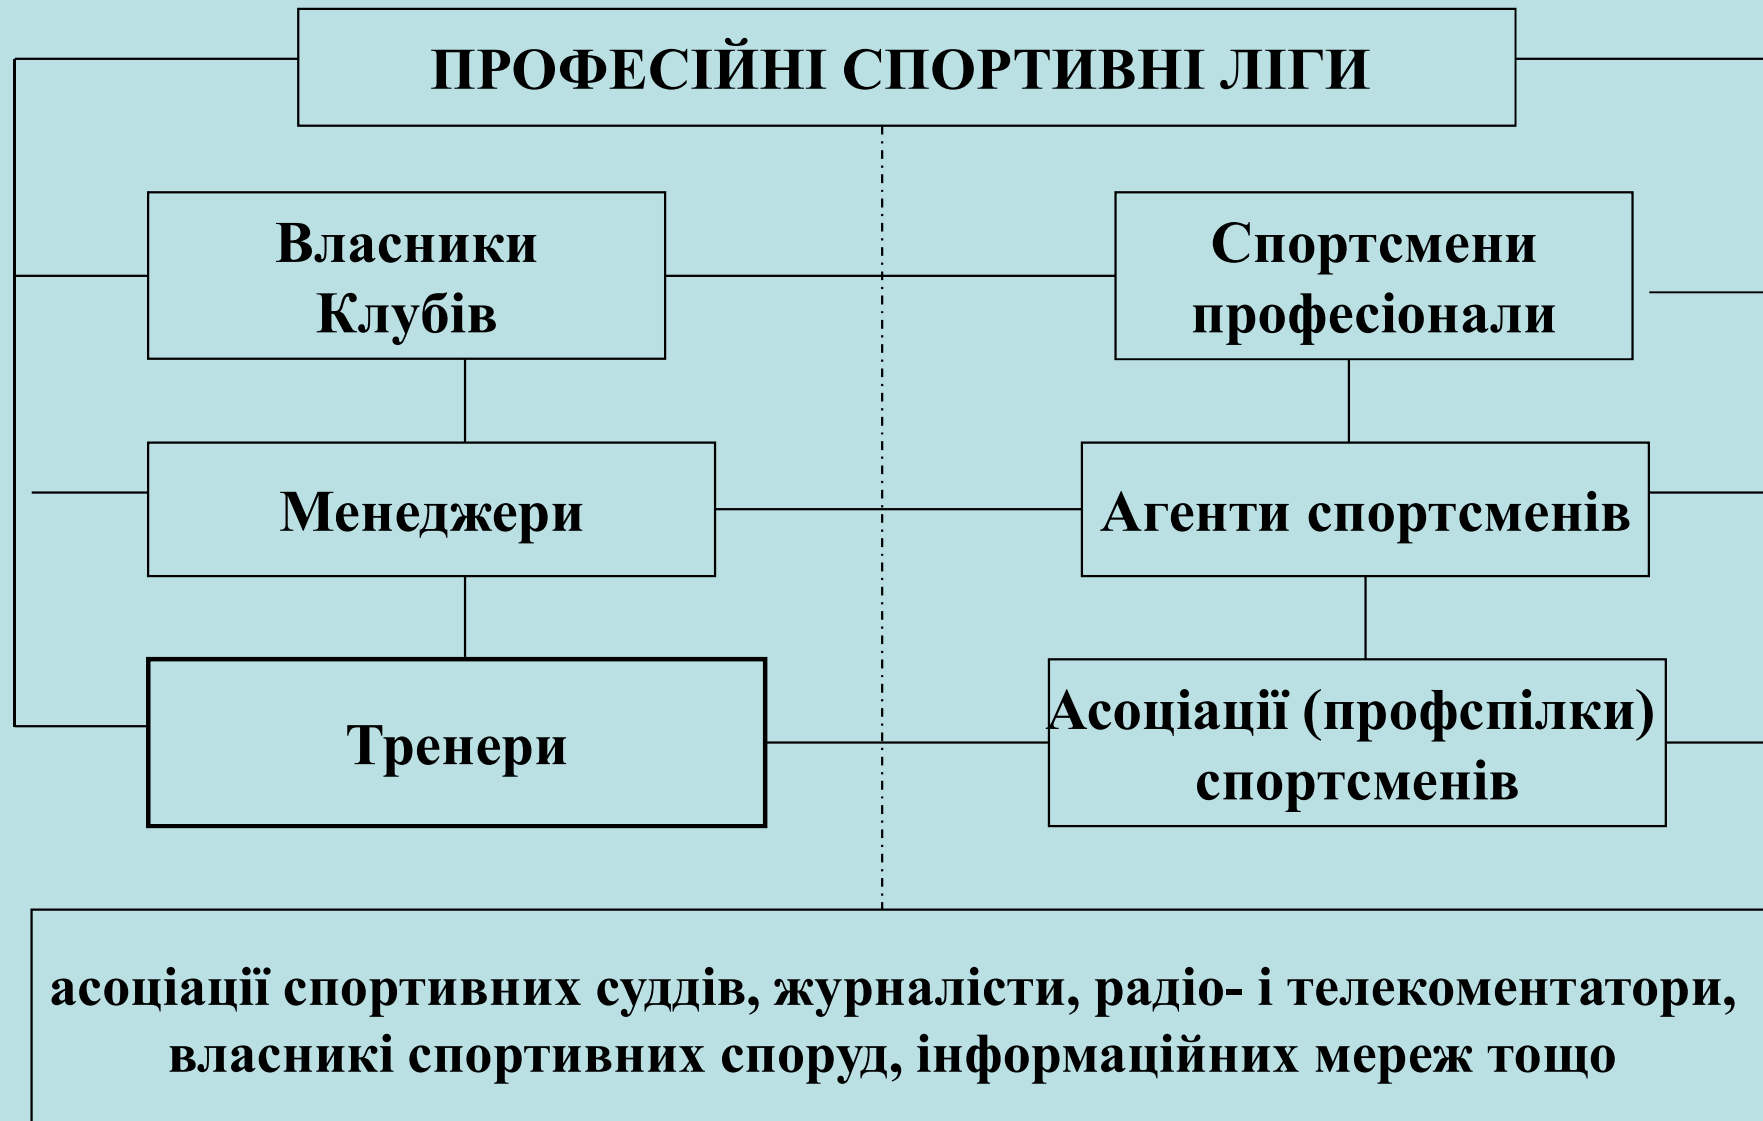 ПРОФЕСІЙНІ СПОРТИВНІ ЛІГИ
Власники
Клубів
Спортсмени
професіонали
Менеджери
Агенти спортсменів
Тренери
Асоціації (профспілки)
спортсменів
асоціації спортивних суддів, журналісти, радіо- і телекоментатори,
власникі спортивних споруд, інформаційних мереж тощо